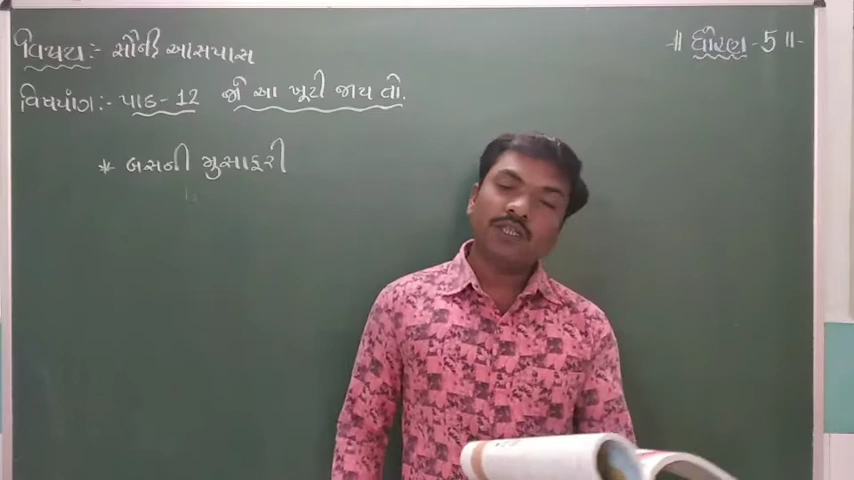 વિષય :- સૌની આસપાસ
॥ ધોરણ - 5 ॥
વિષયાંગ :- પાઠ - 12 જો આ ખૂટી જાય તો.
* બસની મુસાફરી